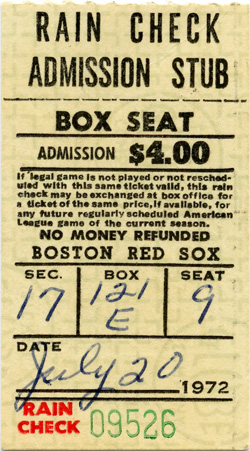 RAIN CHECK
ADMISSION STUB
BOX SEAT
ADMISSION $4.00
If legal game is not played or not resched-
uled with this same ticket valid, this rain
check may be exchanged at box office for
a ticket of the same price, if available, for
any future regularly scheduled American
League game of the current season.
NO MONEY REFUNDED
BOSTON RED SOX
SEC. BOX SEAT
17 121 E 9
DATE
July 20 1972
RAIN
CHECK 09526